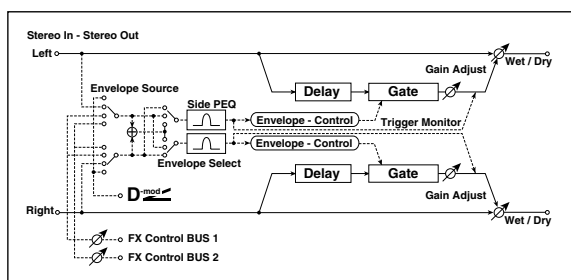 Stereo In - Stereo Out
Left
Wet / Dry
Envelope Source
Side PEQ
Delay
Gate
Gain Adjust
Envelope - Control
Trigger Monitor
Envelope - Control
Envelope Select
D-mod
Delay
Gate
Gain Adjust
Right
Wet / Dry
FX Control BUS 1
FX Control BUS 2